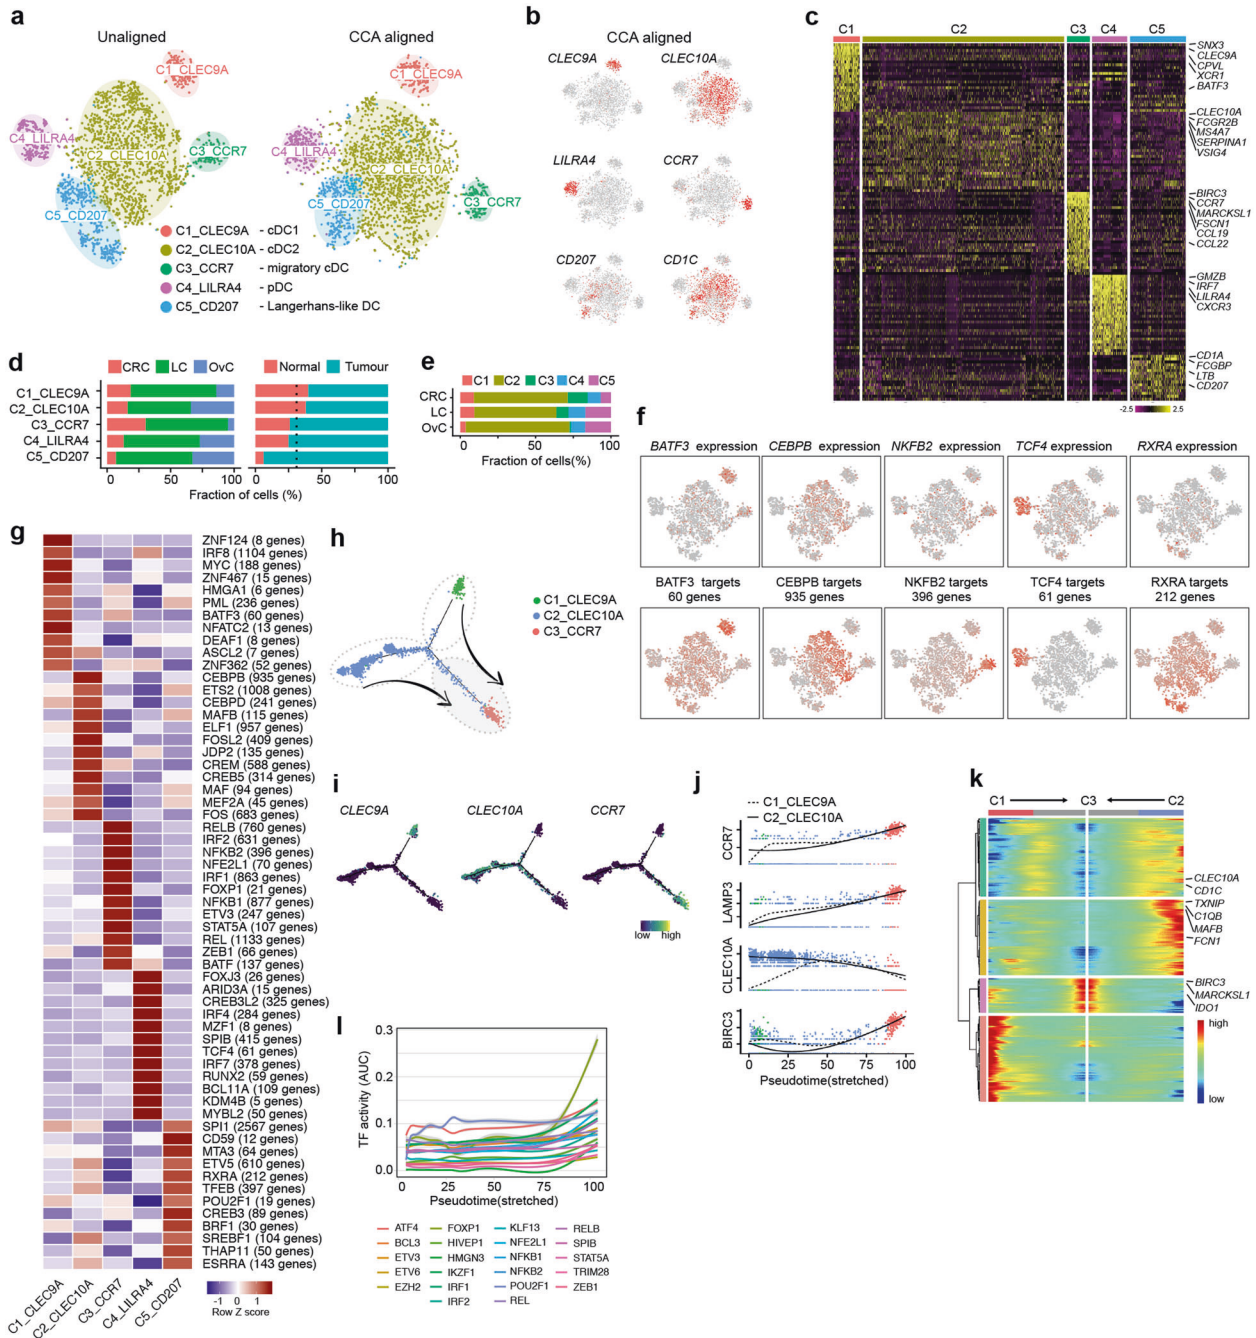 a
Unaligned
CCA aligned
C1_CLEC9A
C4_LILRA4
C2_CLEC10A
C3_CCR7
C5_CD207
C1_CLEC9A
C4_LILRA4
C2_CLEC10A
C5_CD207
C3_CCR7
C1_CLEC9A - cDC1
C2_CLEC10A - cDC2
C3_CCR7 - migratory cDC
C4_LILRA4 - pDC
C5_CD207 - Langerhans-like DC
b
CCA aligned
CLEC9A CLEC10A
LILRA4 CCR7
CD207 CD1C
c
C1 C2 C3 C4 C5
SNX3
CLEC9A
CPVL
XCR1
BATF3
CLEC10A
FCGR2B
MS4A7
SERPINA1
VSIG4
BIRC3
CCR7
MARCKSL1
FSCN1
CCL19
CCL22
GMZB
IRF7
LILRA4
CXCR3
CD1A
FCGBP
LTB
CD207
-2.5 2.5
d
CRC LC OvC
Normal Tumour
C1_CLEC9A
C2_CLEC10A
C3_CCR7
C4_LILRA4
C5_CD207
0 50 100 0 50 100
Fraction of cells (%)
e
C1 C2 C3 C4 C5
CRC
LC
OvC
0 50 100
Fraction of cells(%)
f
BATF3 expression
CEBPB expression
NKFB2 expression
TCF4 expression
RXRA expression
BATF3 targets
60 genes
CEBPB targets
935 genes
NKFB2 targets
396 genes
TCF4 targets
61 genes
RXRA targets
212 genes
g
ZNF124 (8 genes)
IRF8 (1104 genes)
MYC (188 genes)
ZNF467 (15 genes)
HMGA1 (6 genes)
PML (236 genes)
BATF3 (60 genes)
NFATC2 (13 genes)
DEAF1 (8 genes)
ASCL2 (7 genes)
ZNF362 (52 genes)
CEBPB (935 genes)
ETS2 (1008 genes)
CEBPD (241 genes)
MAFB (115 genes)
ELF1 (957 genes)
FOSL2 (409 genes)
JDP2 (135 genes)
CREM (588 genes)
CREB5 (314 genes)
MAF (94 genes)
MEF2A (45 genes)
FOS (683 genes)
RELB (760 genes)
IRF2 (631 genes)
NFKB2 (396 genes)
NFE2L1 (70 genes)
IRF1 (863 genes)
FOXP1 (21 genes)
NFKB1 (877 genes)
ETV3 (247 genes)
STAT5A (107 genes)
REL (1133 genes)
ZEB1 (66 genes)
BATF (137 genes)
FOXJ3 (26 genes)
ARID3A (15 genes)
CREB3L2 (325 genes)
IRF4 (284 genes)
MZF1 (8 genes)
SPIB (415 genes)
TCF4 (61 genes)
IRF7 (378 genes)
RUNX2 (59 genes)
BCL11A (109 genes)
KDM4B (5 genes)
MYBL2 (50 genes)
SPI1 (2567 genes)
CD59 (12 genes)
MTA3 (64 genes)
ETV5 (610 genes)
RXRA (212 genes)
TFEB (397 genes)
POU2F1 (19 genes)
CREB3 (89 genes)
BRF1 (30 genes)
SREBF1 (104 genes)
THAP11 (50 genes)
ESRRA (143 genes)
C1_CLEC9A
C2_CLEC10A
C3_CCR7
C4_LILRA4
C5_CD207
-1 0 1
Row Z score
h
C1_CLEC9A
C2_CLEC10A
C3_CCR7
i
CLEC9A CLEC10A CCR7
low high
j
C1_CLEC9A
C2_CLEC10A
CCR7
LAMP3
CLEC10A
BIRC3
0 25 50 75 100
Pseudotime(stretched)
k
C1 C3 C2
CLEC10A
CD1C
TXNIP
C1QB
MAFB
FCN1
BIRC3
MARCKSL1
IDO1
high
low
l
TF activity (AUC)
0.3
0.2
0.1
0.0
0 25 50 75 100
Pseudotime(stretched)
ATF4 FOXP1 KLF13 RELB
BCL3 HIVEP1 NFE2L1 SPIB
ETV3 HMGN3 NFKB1 STAT5A
ETV6 IKZF1 NFKB2 TRIM28
EZH2 IRF1 POU2F1 ZEB1
IRF2 REL